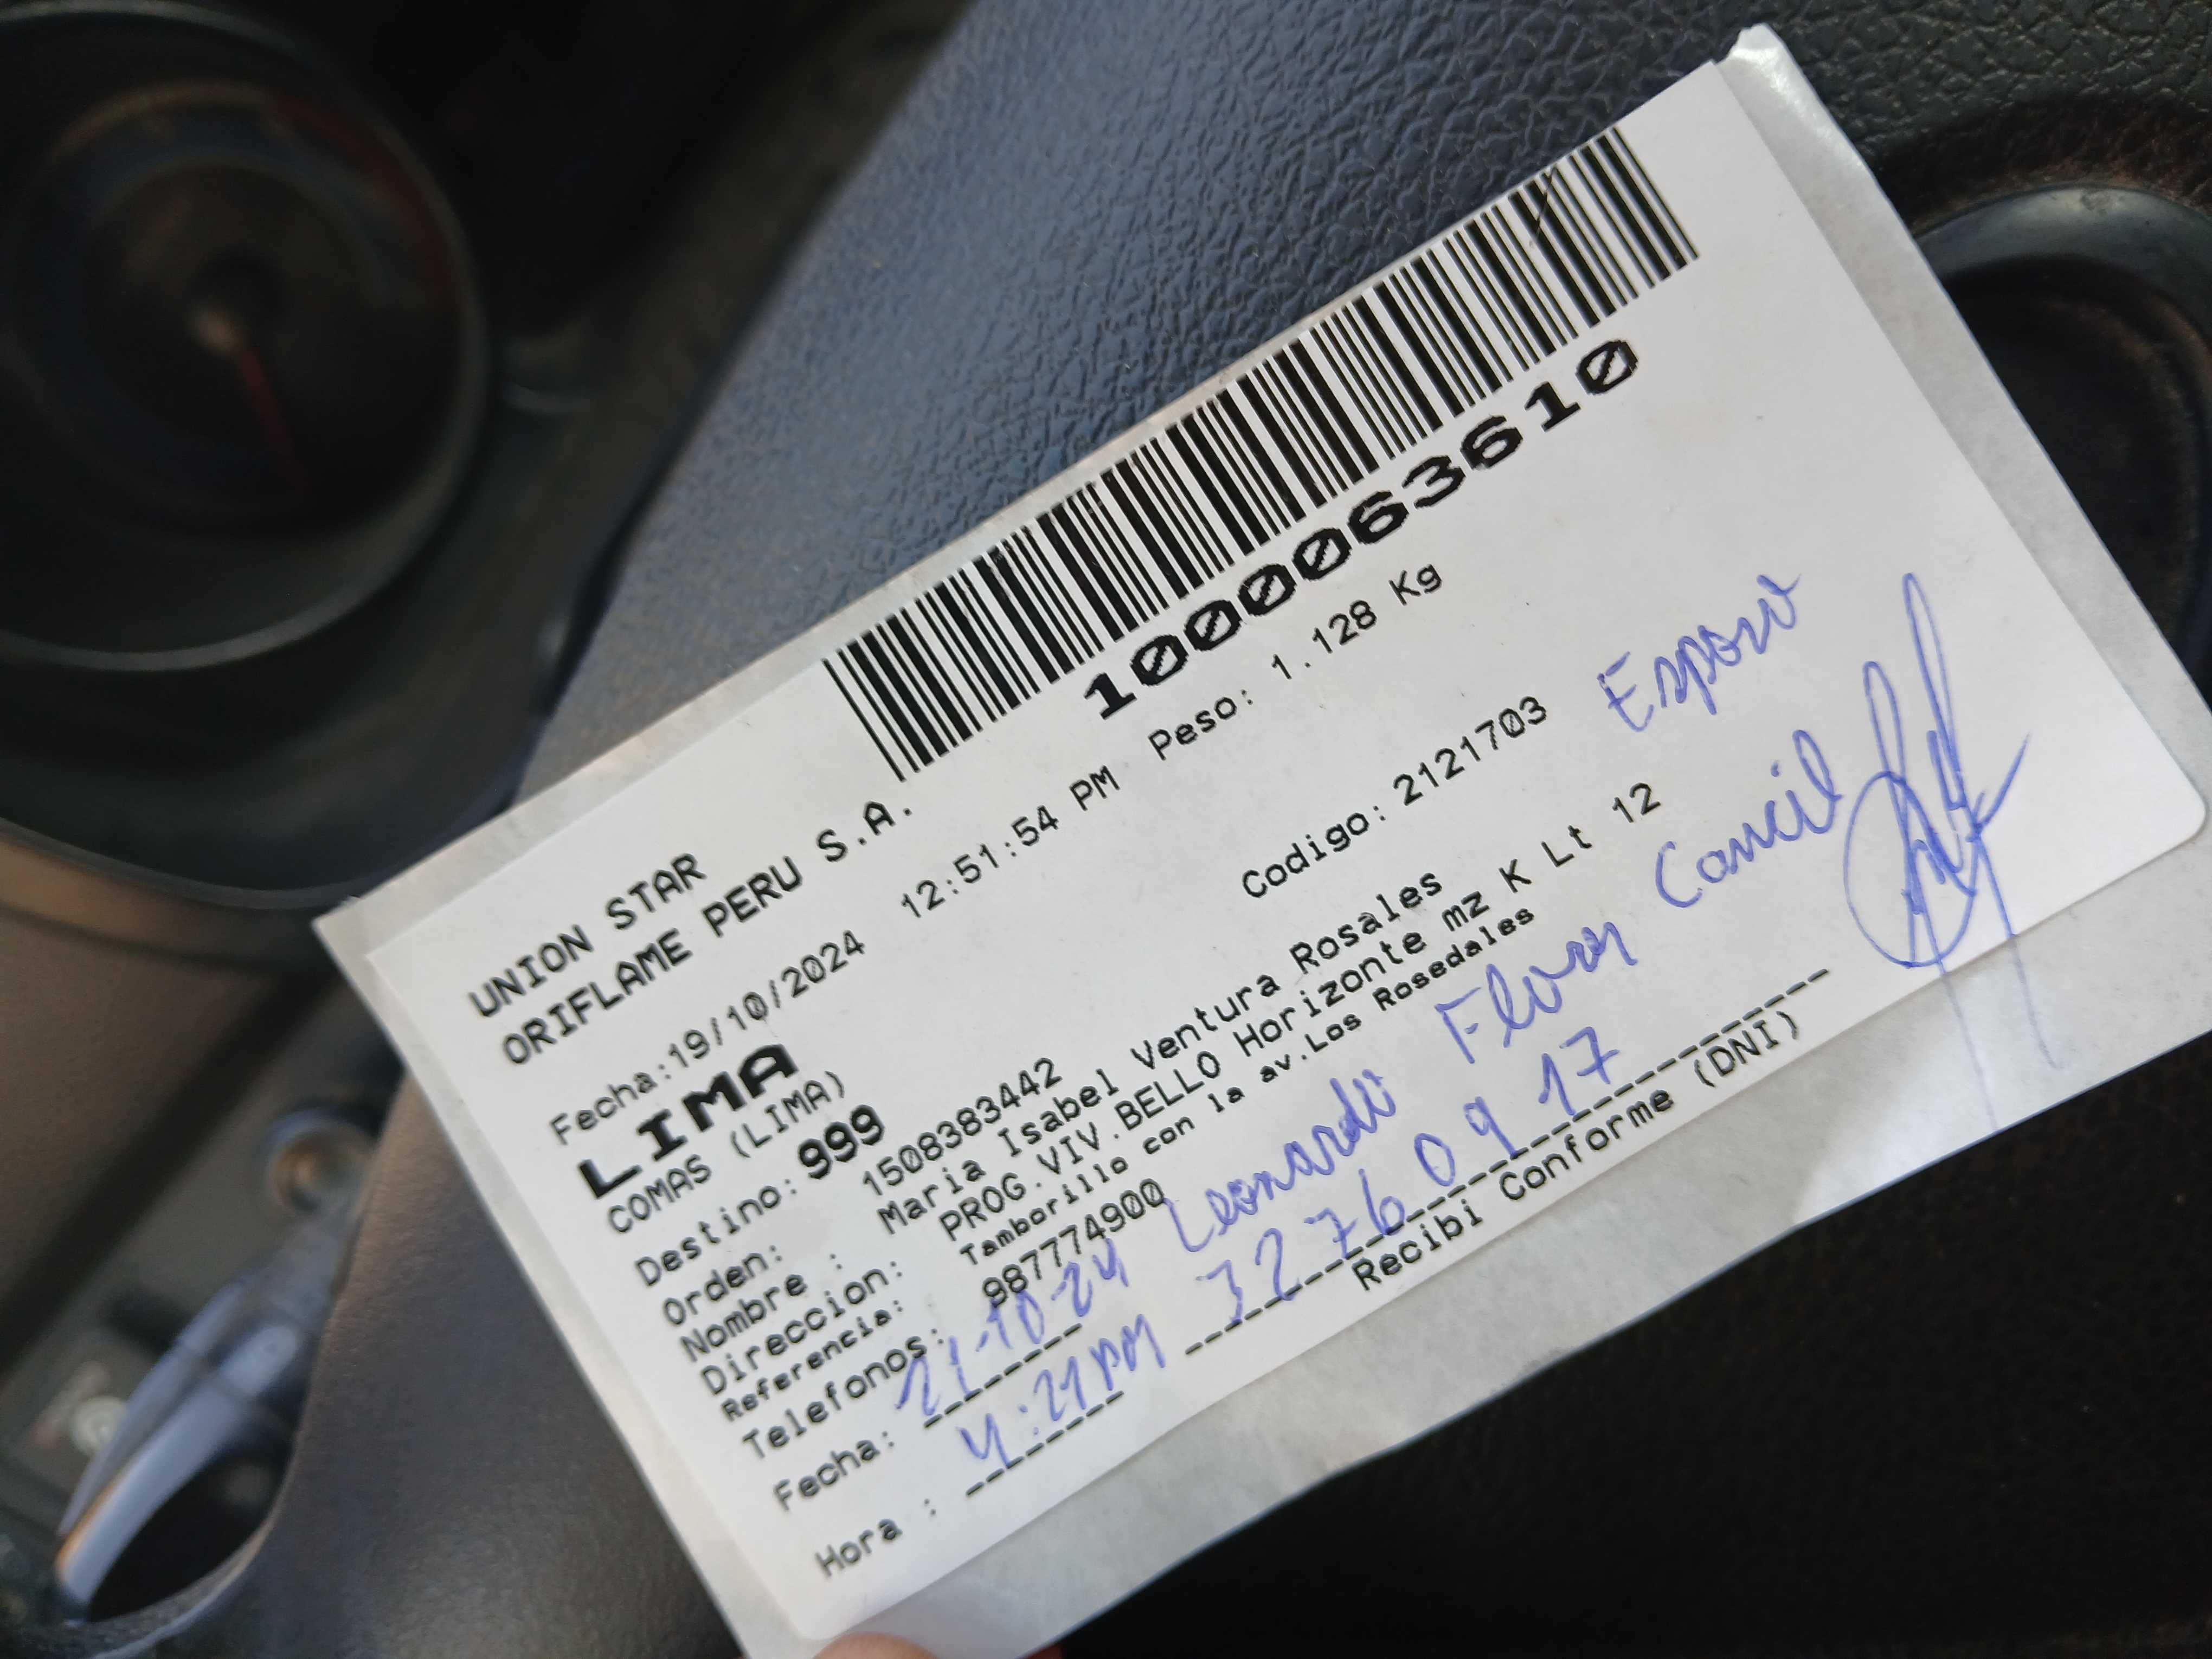 1000063610
UNION STAR
ORIFLAME PERU S.A.
Fecha:19/10/2024 12:51:54 PM Peso: 1.128 Kg
LIMA
COMAS (LIMA)
Destino: 999
Codigo: 2121703
Orden: 1508383442
Nombre : Maria Isabel Ventura Rosales
Direccion: PROG.VIV.BELLO Horizonte mz K Lt 12
Referencia: Tamborillo con la av.Los Rosedales
Telefonos: 987774900
Esposo
Leonardo Flores
Fecha: 21-10-24
32760917
Hora : 4:21 PM
Recibi Conforme (DNI)